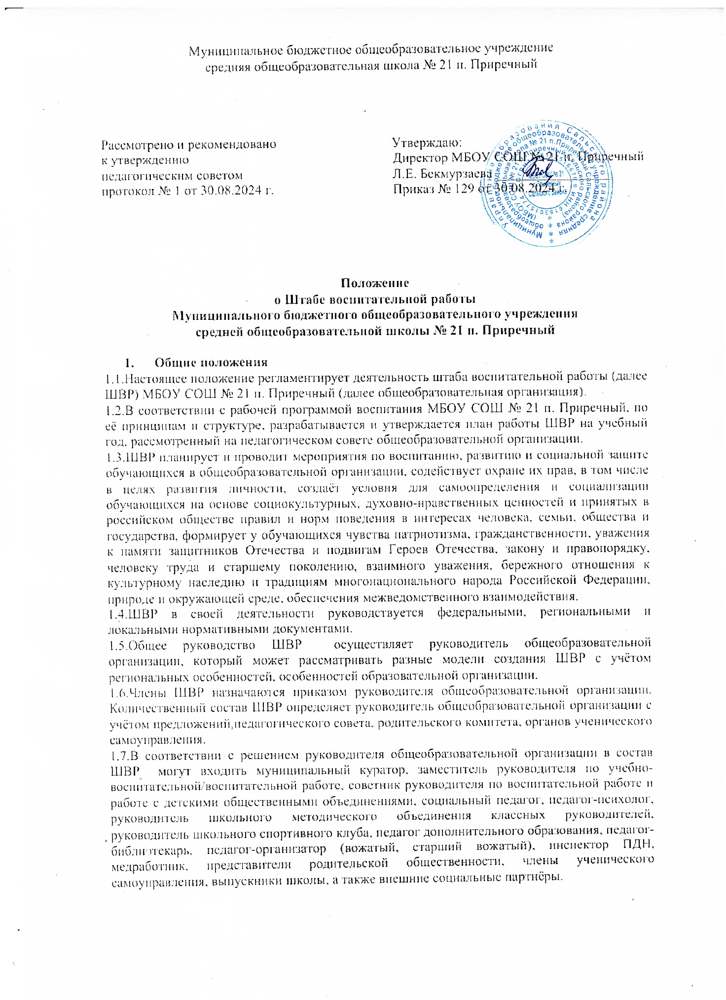 Муниципальное бюджетное общеобразовательное учреждение
средняя общеобразовательная школа № 21 п. Приречный
Рассмотрено и рекомендовано
к утверждению
педагогическим советом
протокол № 1 от 30.08.2024 г.
Утверждаю:
Директор МБОУ СОШ № 21 п. Приречный
Л.Е. Бекмурзаева
Приказ № 129 от 30.08.2024 г.
Управление образования Сальского района
Положение
о Штабе воспитательной работы
Муниципального бюджетного общеобразовательного учреждения
средней общеобразовательной школы № 21 п. Приречный
1. Общие положения
1.1.Настоящее положение регламентирует деятельность штаба воспитательной работы (далее
ШВР) МБОУ СОШ № 21 п. Приречный (далее общеобразовательная организация).
1.2.В соответствии с рабочей программой воспитания МБОУ СОШ № 21 п. Приречный, по
её принципам и структуре, разрабатывается и утверждается план работы ШВР на учебный
год, рассмотренный на педагогическом совете общеобразовательной организации.
1.3.ШВР планирует и проводит мероприятия по воспитанию, развитию и социальной защите
обучающихся в общеобразовательной организации, содействует охране их прав, в том числе
в целях развития личности, создаёт условия для самоопределения и социализации
обучающихся на основе социокультурных, духовно-нравственных ценностей и принятых в
российском обществе правил и норм поведения в интересах человека, семьи, общества и
государства, формирует у обучающихся чувства патриотизма, гражданственности, уважения
к памяти защитников Отечества и подвигам Героев Отечества, закону и правопорядку,
человеку труда и старшему поколению, взаимного уважения, бережного отношения к
культурному наследию и традициям многонационального народа Российской Федерации,
природе и окружающей среде, обеспечения межведомственного взаимодействия.
1.4.ШВР в своей деятельности руководствуется федеральными, региональными и
локальными нормативными документами.
1.5.Общее руководство ШВР осуществляет руководитель общеобразовательной
организации, который может рассматривать разные модели создания ШВР с учётом
региональных особенностей, особенностей образовательной организации.
1.6.Члены ШВР назначаются приказом руководителя общеобразовательной организации.
Количественный состав ШВР определяет руководитель общеобразовательной организации с
учётом предложений педагогического совета, родительского комитета, органов ученического
самоуправления.
1.7.В соответствии с решением руководителя общеобразовательной организации в состав
ШВР могут входить муниципальный куратор, заместитель руководителя по учебно-
воспитательной/воспитательной работе, советник руководителя по воспитательной работе и
работе с детскими общественными объединениями, социальный педагог, педагог-психолог,
руководитель школьного методического объединения классных руководителей,
руководитель школьного спортивного клуба, педагог дополнительного образования, педагог-
библиотекарь, педагог-организатор (вожатый, старший вожатый), инспектор ПДН,
медработник, представители родительской общественности, члены ученического
самоуправления, выпускники школы, а также внешние социальные партнёры.